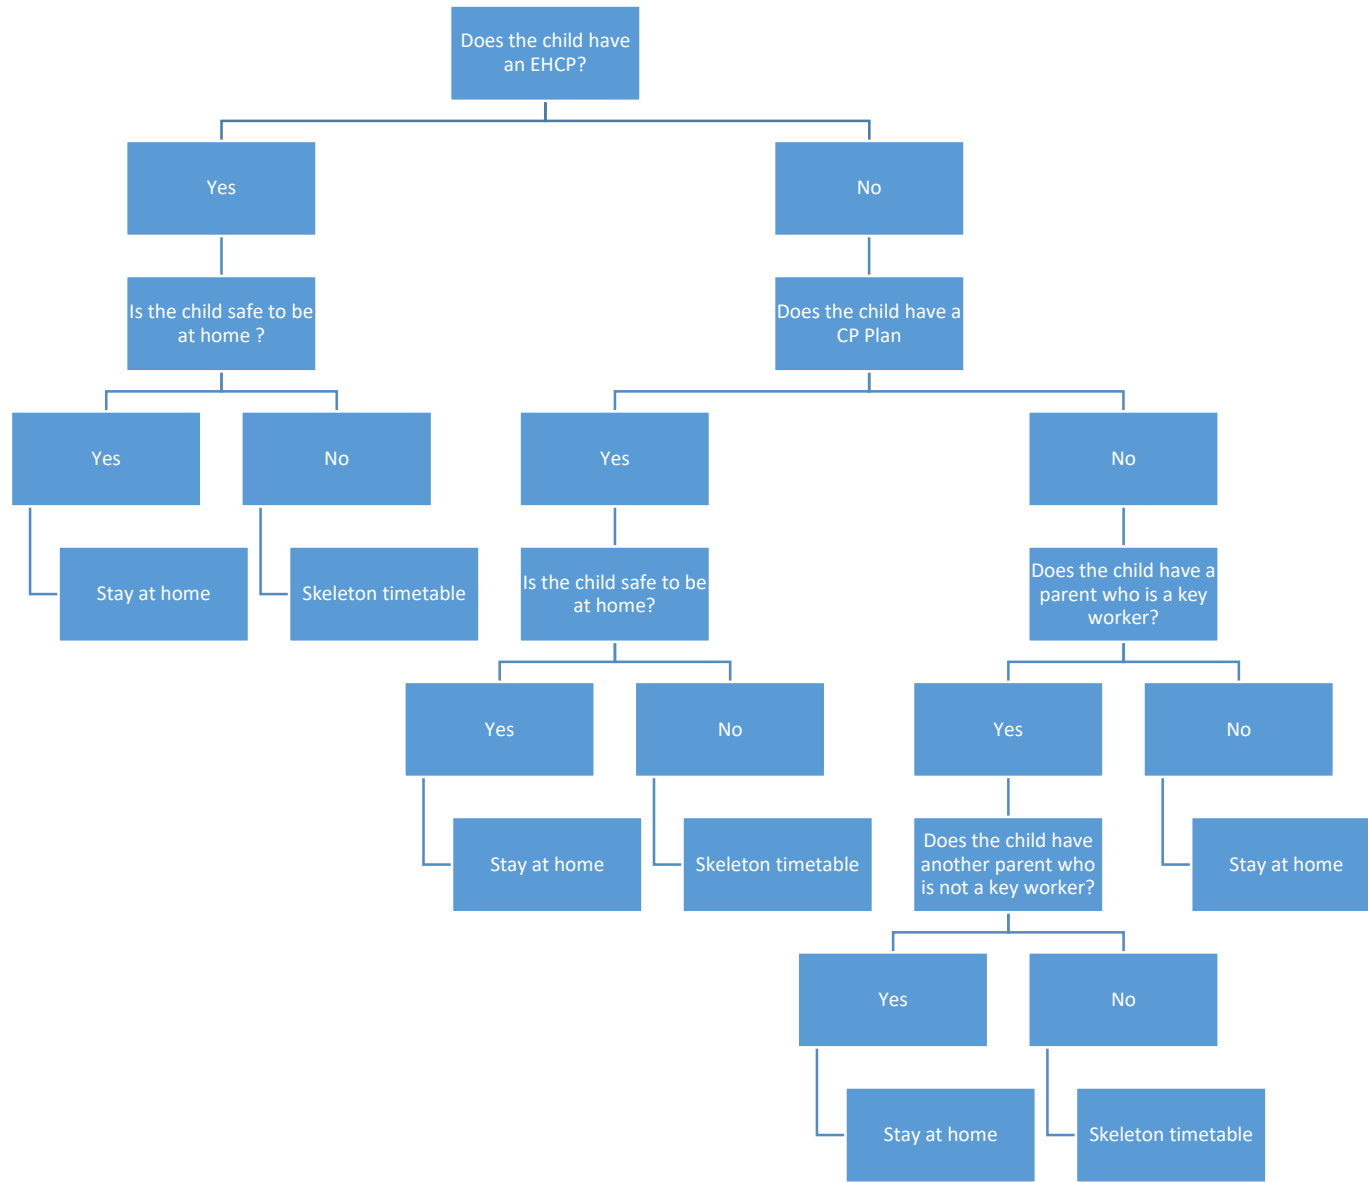 Does the child have
an EHCP?
Yes
No
Is the child safe to be
at home ?
Does the child have a
CP Plan
Yes
No
Yes
No
Stay at home
Skeleton timetable
Is the child safe to be
at home?
Does the child have a
parent who is a key
worker?
Yes
No
Yes
No
Stay at home
Skeleton timetable
Does the child have
another parent who
is not a key worker?
Stay at home
Yes
No
Stay at home
Skeleton timetable